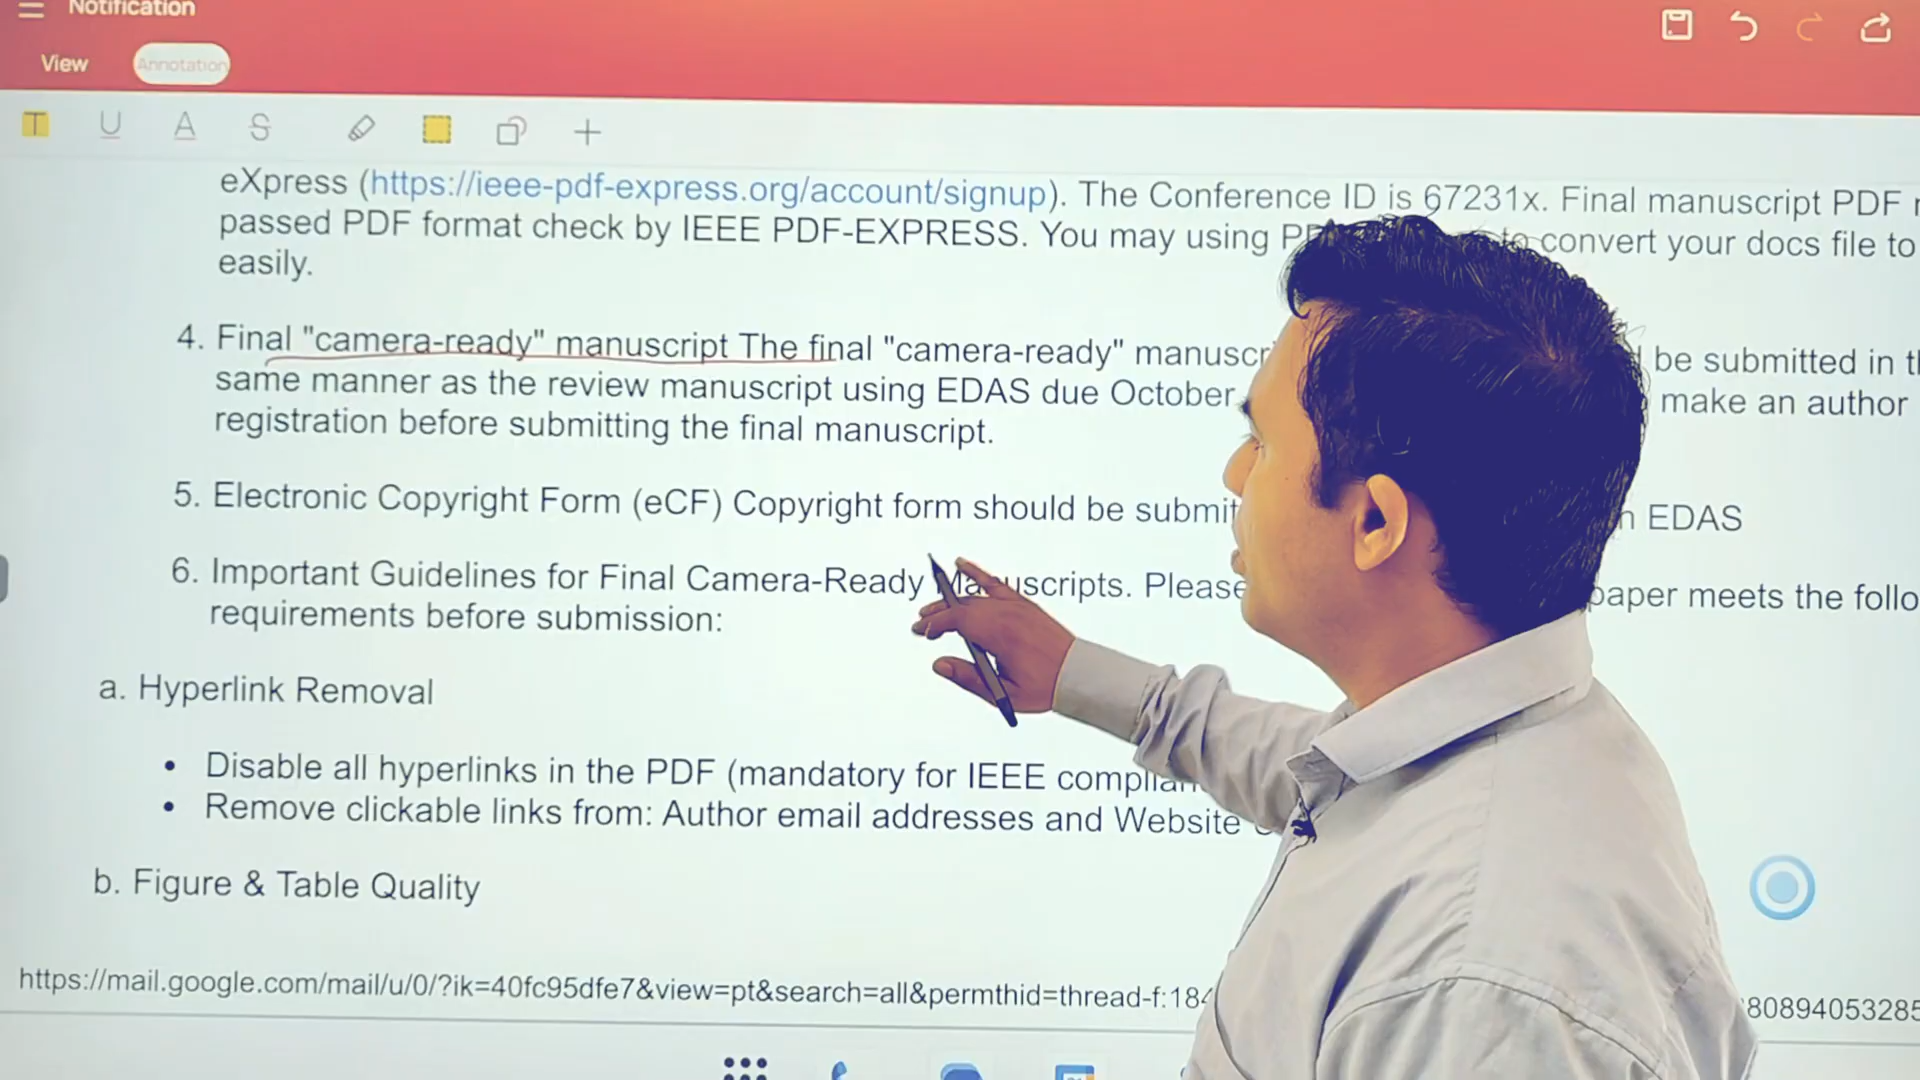 Notification
View
Annotation
T U A S
eXpress (https://ieee-pdf-express.org/account/signup). The Conference ID is 67231x. Final manuscript PDF
passed PDF format check by IEEE PDF-EXPRESS. You may using convert your docs file to
easily.
4. Final "camera-ready" manuscript The final "camera-ready" be submitted in
same manner as the review manuscript using EDAS due October make an author
registration before submitting the final manuscript.
5. Electronic Copyright Form (eCF) Copyright form should be EDAS
6. Important Guidelines for Final Camera-Ready Manuscripts. Please paper meets the
requirements before submission:
a. Hyperlink Removal
• Disable all hyperlinks in the PDF (mandatory for IEEE
• Remove clickable links from: Author email addresses and Website
b. Figure & Table Quality
https://mail.google.com/mail/u/0/?ik=40fc95dfe7&view=pt&search=all&permthid=thread-f:184 80894053285